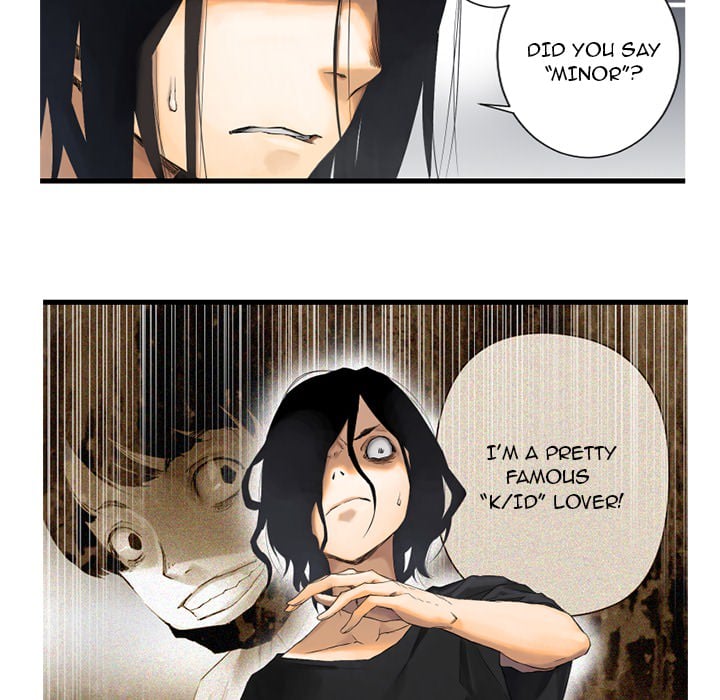 DID YOU SAY
"MINOR"?
I'M A PRETTY
FAMOUS
"K/ID" LOVER!